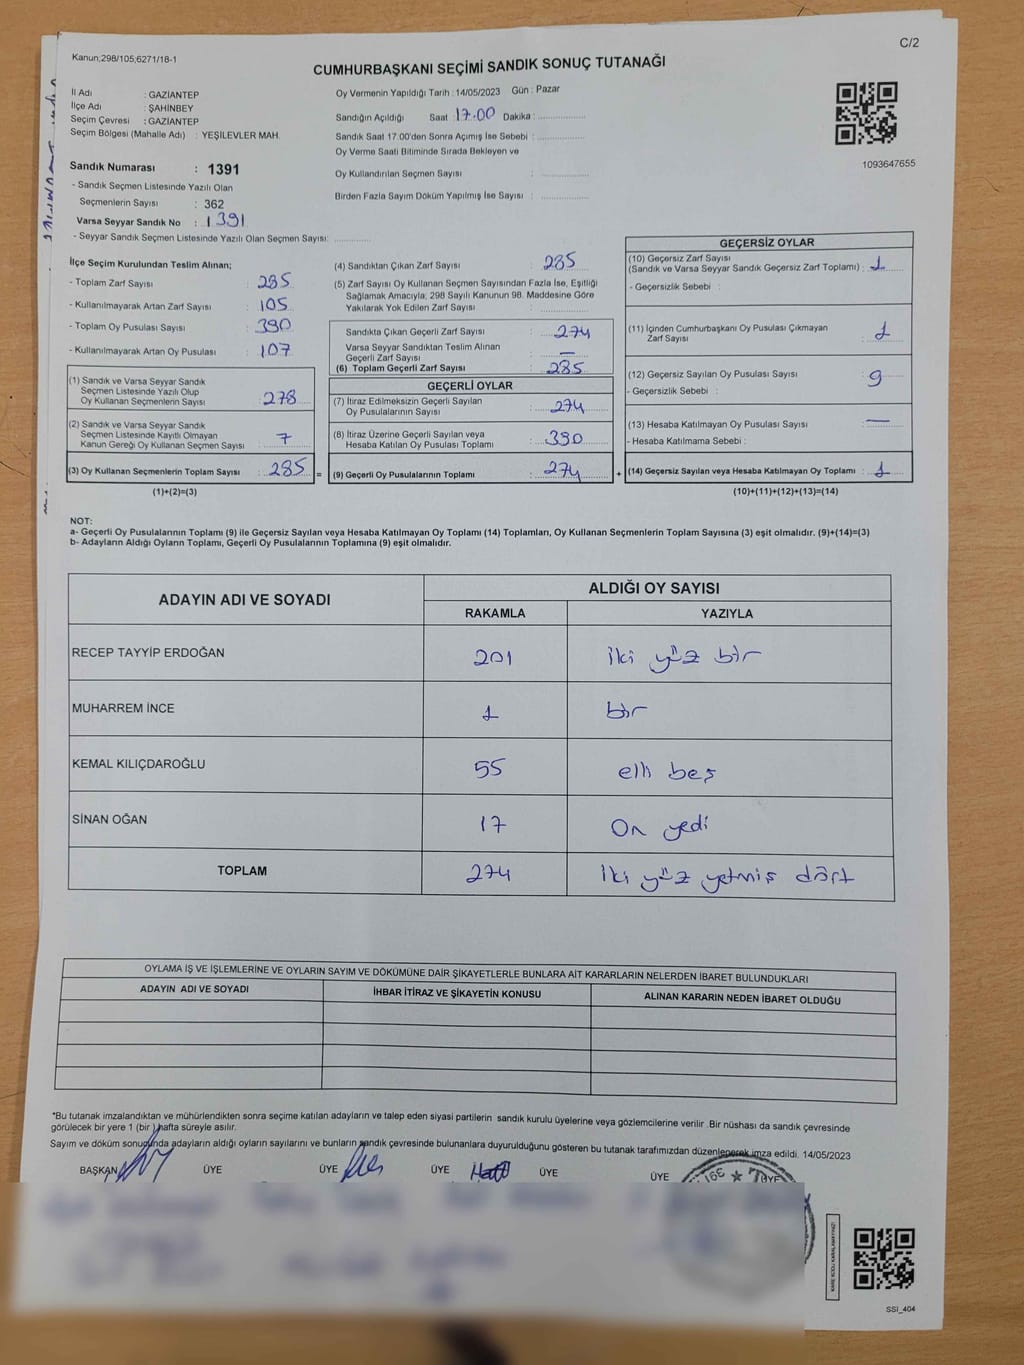 C/2
Kanun;298/105;6271/18-1
CUMHURBAŞKANI SEÇİMİ SANDIK SONUÇ TUTANAĞI
İl Adı : GAZİANTEP
İlçe Adı : ŞAHİNBEY
Seçim Çevresi : GAZİANTEP
Seçim Bölgesi (Mahalle Adı) : YEŞİLEVLER MAH.
Oy Vermenin Yapıldığı Tarih : 14/05/2023 Gün : Pazar
Sandığın Açıldığı Saat 17.00 Dakika :
Sandık Saat 17.00'den Sonra Açımış İse Sebebi :
Oy Verme Saati Bitiminde Sırada Bekleyen ve
Oy Kullandırılan Seçmen Sayısı :
Birden Fazla Sayım Döküm Yapılmış İse Sayısı :
1093647655
Sandık Numarası : 1391
- Sandık Seçmen Listesinde Yazılı Olan
Seçmenlerin Sayısı : 362
Varsa Seyyar Sandık No : 1391
- Seyyar Sandık Seçmen Listesinde Yazılı Olan Seçmen Sayısı:
İlçe Seçim Kurulundan Teslim Alınan;
- Toplam Zarf Sayısı : 285
- Kullanılmayarak Artan Zarf Sayısı : 105
- Toplam Oy Pusulası Sayısı : 390
- Kullanılmayarak Artan Oy Pusulası : 107
(1) Sandık ve Varsa Seyyar Sandık
Seçmen Listesinde Yazılı Olup
Oy Kullanan Seçmenlerin Sayısı : 278
(2) Sandık ve Varsa Seyyar Sandık
Seçmen Listesinde Kayıtlı Olmayan
Kanun Gereği Oy Kullanan Seçmen Sayısı : 7
(3) Oy Kullanan Seçmenlerin Toplam Sayısı : 285 =
(1)+(2)=(3)
(4) Sandıktan Çıkan Zarf Sayısı : 285
(5) Zarf Sayısı Oy Kullanan Seçmen Sayısından Fazla İse, Eşitliği
Sağlamak Amacıyla; 298 Sayılı Kanunun 98. Maddesine Göre
Yakılarak Yok Edilen Zarf Sayısı :
Sandıkta Çıkan Geçerli Zarf Sayısı : 274
Varsa Seyyar Sandıktan Teslim Alınan
Geçerli Zarf Sayısı : —
(6) Toplam Geçerli Zarf Sayısı : 285
GEÇERLİ OYLAR
(7) İtiraz Edilmeksizin Geçerli Sayılan
Oy Pusulalarının Sayısı : 274
(8) İtiraz Üzerine Geçerli Sayılan veya
Hesaba Katılan Oy Pusulası Toplamı : 390
(9) Geçerli Oy Pusulalarının Toplamı : 274 +
GEÇERSİZ OYLAR
(10) Geçersiz Zarf Sayısı
(Sandık ve Varsa Seyyar Sandık Geçersiz Zarf Toplamı) : 1
- Geçersizlik Sebebi :
(11) İçinden Cumhurbaşkanı Oy Pusulası Çıkmayan
Zarf Sayısı : 1
(12) Geçersiz Sayılan Oy Pusulası Sayısı : 9
- Geçersizlik Sebebi :
(13) Hesaba Katılmayan Oy Pusulası Sayısı : —
- Hesaba Katılmama Sebebi :
(14) Geçersiz Sayılan veya Hesaba Katılmayan Oy Toplamı : 1
(10)+(11)+(12)+(13)=(14)
NOT:
a- Geçerli Oy Pusulalarının Toplamı (9) ile Geçersiz Sayılan veya Hesaba Katılmayan Oy Toplamı (14) Toplamları, Oy Kullanan Seçmenlerin Toplam Sayısına (3) eşit olmalıdır. (9)+(14)=(3)
b- Adayların Aldığı Oyların Toplamı, Geçerli Oy Pusulalarının Toplamına (9) eşit olmalıdır.
ADAYIN ADI VE SOYADI ALDIĞI OY SAYISI
RAKAMLA YAZIYLA
RECEP TAYYİP ERDOĞAN 201 iki yüz bir
MUHARREM İNCE 1 bir
KEMAL KILIÇDAROĞLU 55 elli beş
SİNAN OĞAN 17 On yedi
TOPLAM 274 iki yüz yetmiş dört
OYLAMA İŞ VE İŞLEMLERİNE VE OYLARIN SAYIM VE DÖKÜMÜNE DAİR ŞİKAYETLERLE BUNLARA AİT KARARLARIN NELERDEN İBARET BULUNDUKLARI
ADAYIN ADI VE SOYADI İHBAR İTİRAZ VE ŞİKAYETİN KONUSU ALINAN KARARIN NEDEN İBARET OLDUĞU
*Bu tutanak imzalandıktan ve mühürlendikten sonra seçime katılan adayların ve talep eden siyasi partilerin sandık kurulu üyelerine veya gözlemcilerine verilir .Bir nüshası da sandık çevresinde
görülecek bir yere 1 (bir ) hafta süreyle asılır.
Sayım ve döküm sonucunda adayların aldığı oyların sayılarını ve bunların sandık çevresinde bulunanlara duyurulduğunu gösteren bu tutanak tarafımızdan düzenlenerek imza edildi. 14/05/2023
BAŞKAN ÜYE ÜYE ÜYE ÜYE ÜYE ÜYE
SSI_404